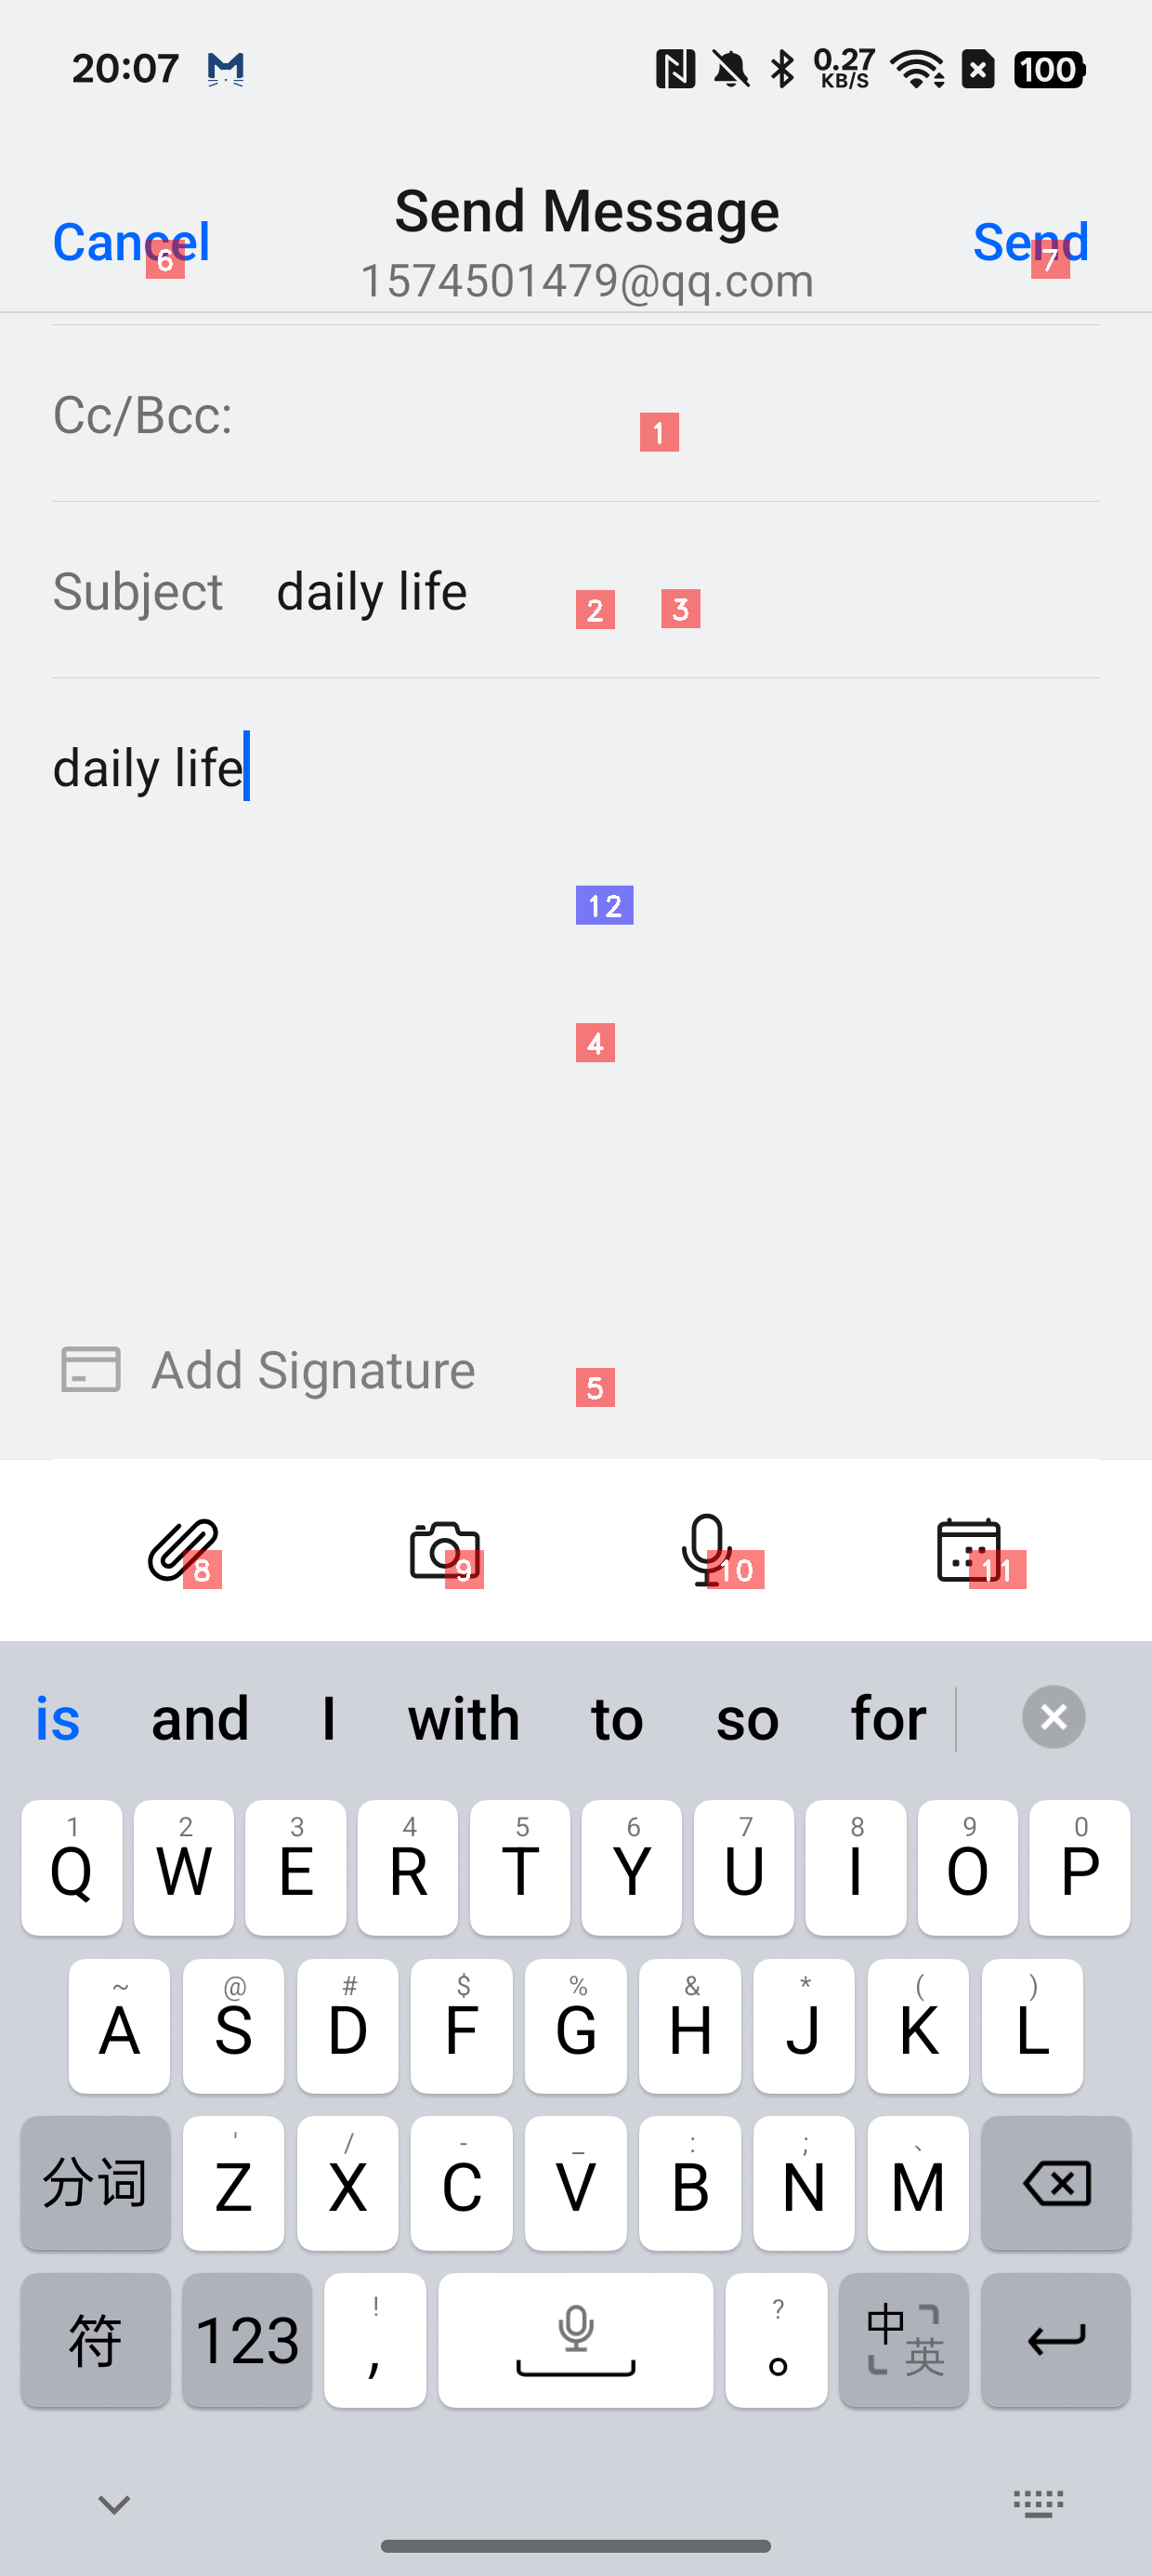 20:07 0.27 KB/S 100
Cancel Send Message Send
1574501479@qq.com
6 7
Cc/Bcc:
1
Subject daily life
2 3
daily life
12
4
Add Signature
5
8 9 10 11
is and I with to so for
1 2 3 4 5 6 7 8 9 0
Q W E R T Y U I O P
~ @ # $ % & * ( )
A S D F G H J K L
' / - _ : ; 、
分词 Z X C V B N M
! ?
符 123 , 。 中 英